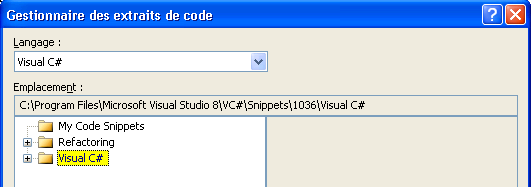 Gestionnaire des extraits de code
Langage :
Visual C#
Emplacement :
C:\Program Files\Microsoft Visual Studio 8\VC#\Snippets\1036\Visual C#
My Code Snippets
Refactoring
Visual C#